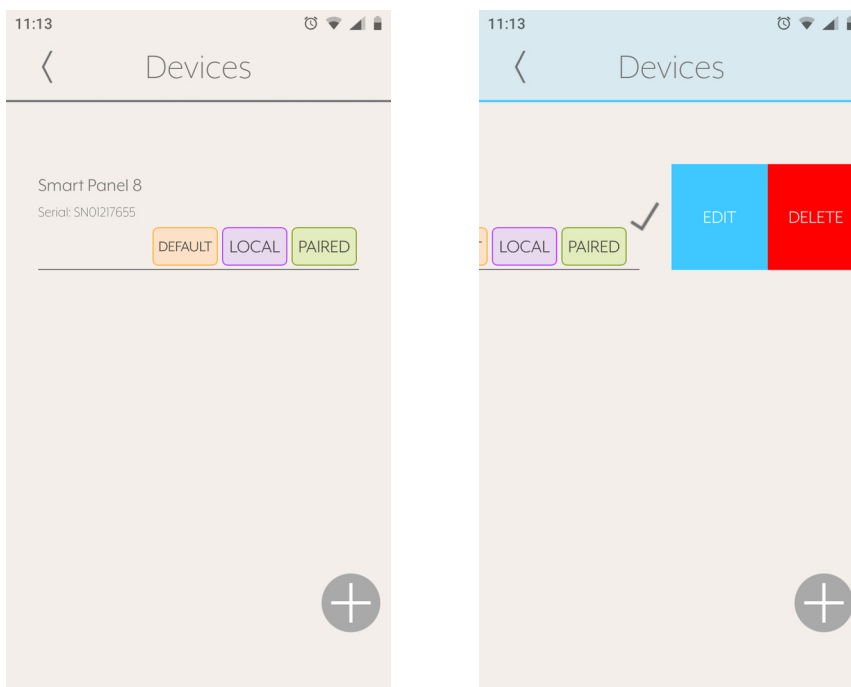 11:13
Devices
Smart Panel 8
Serial: SN01217655
DEFAULT LOCAL PAIRED
11:13
Devices
EDIT DELETE
LOCAL PAIRED